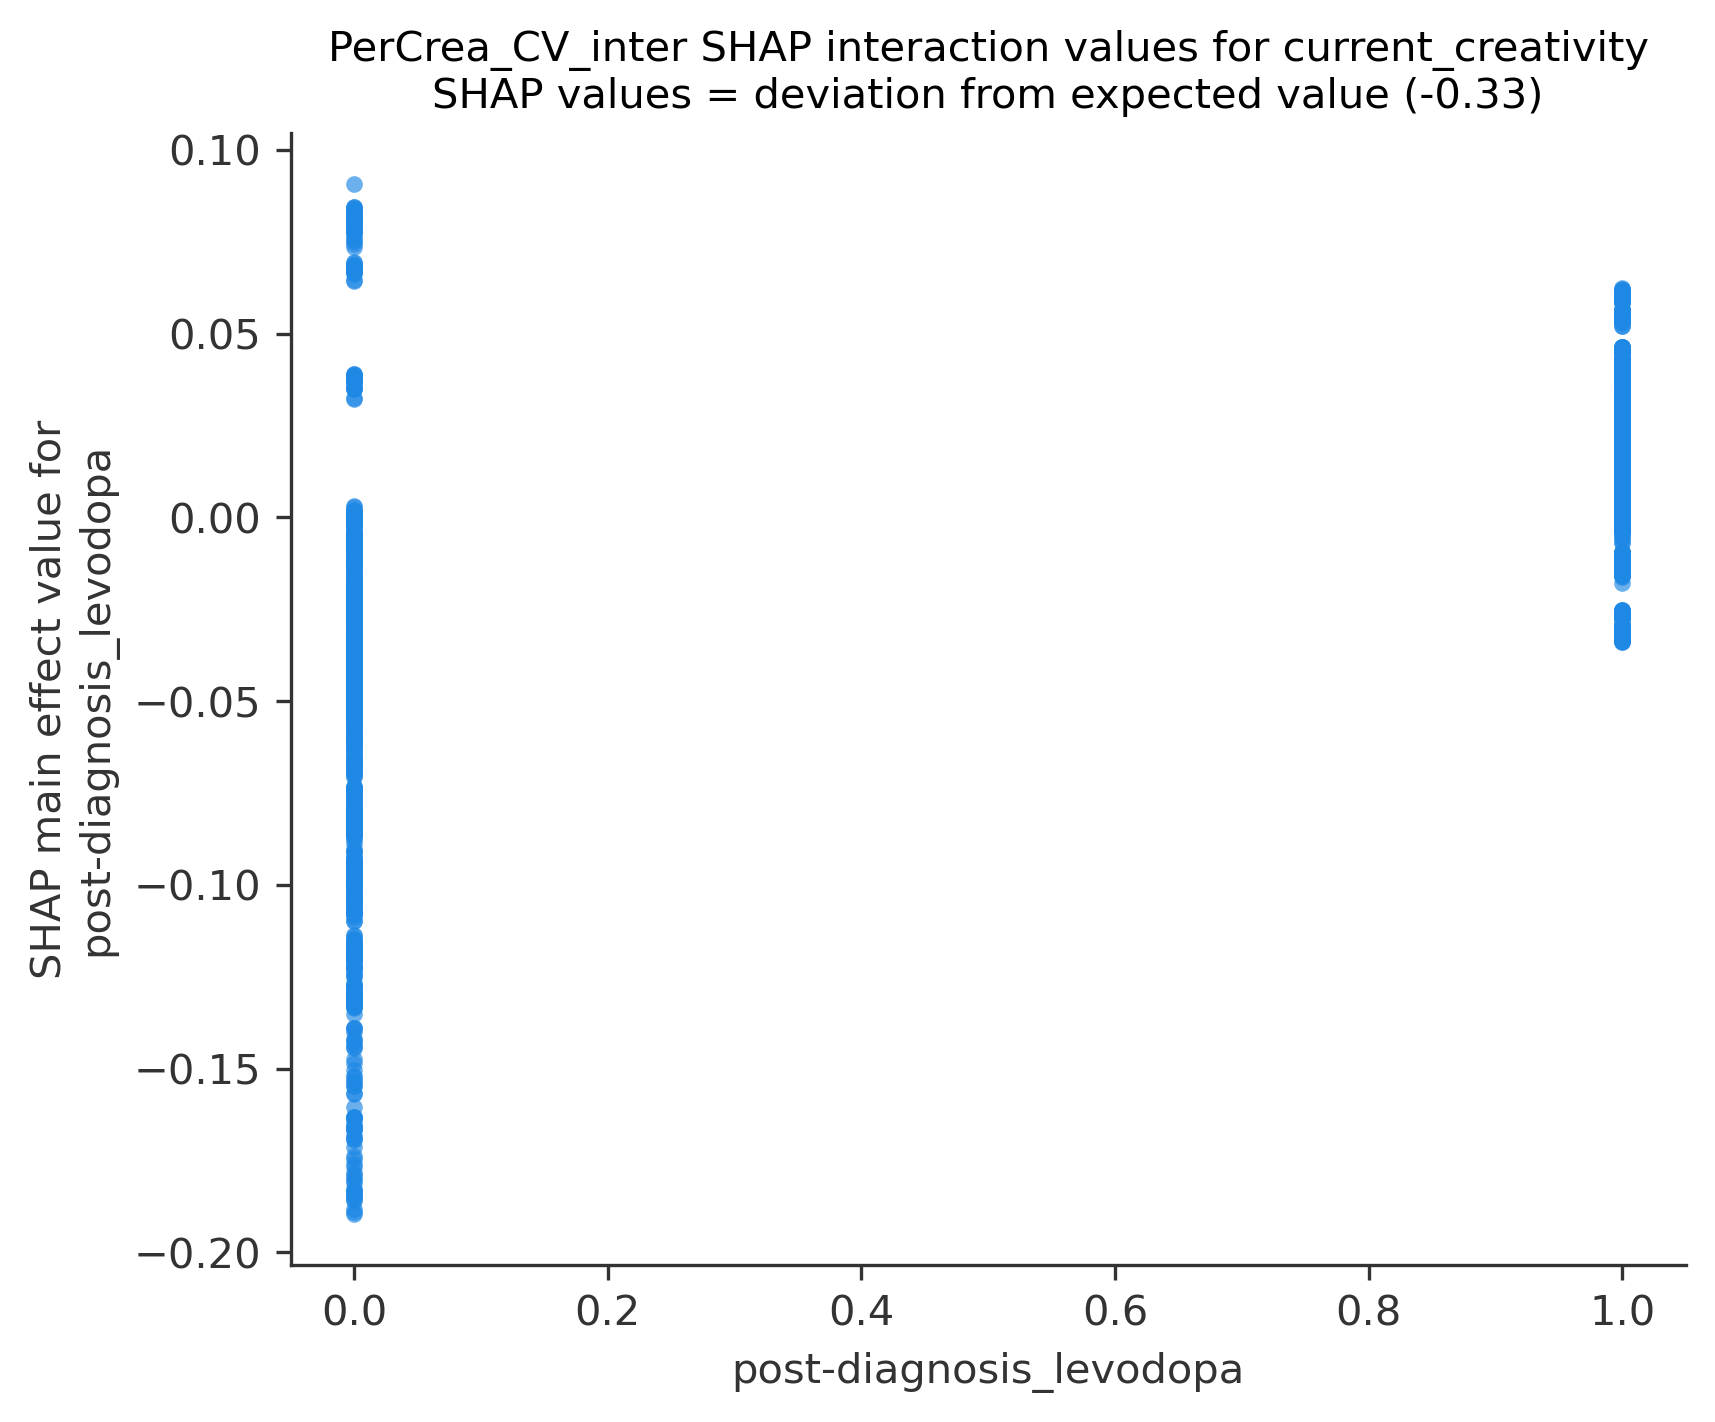 PerCrea_CV_inter SHAP interaction values for current_creativity
SHAP values = deviation from expected value (-0.33)
SHAP main effect value for
post-diagnosis_levodopa
0.10
0.05
0.00
−0.05
−0.10
−0.15
−0.20
0.0
0.2
0.4
0.6
0.8
1.0
post-diagnosis_levodopa